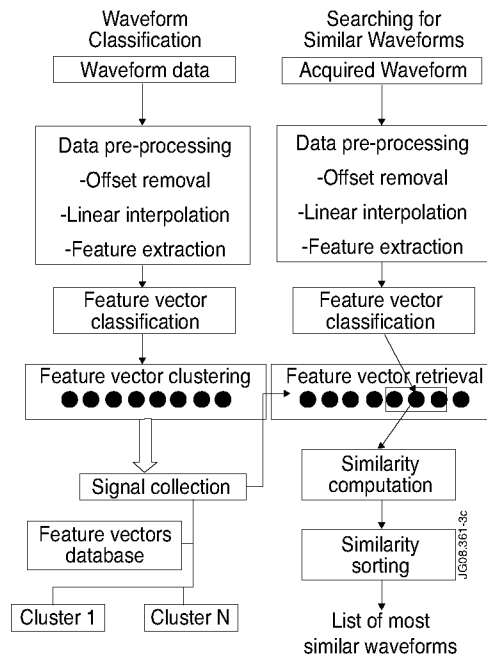 Waveform
Classification
Waveform data
Data pre-processing
-Offset removal
-Linear interpolation
-Feature extraction
Feature vector
classification
Feature vector clustering
Signal collection
Feature vectors
database
Cluster 1
Cluster N
Searching for
Similar Waveforms
Acquired Waveform
Data pre-processing
-Offset removal
-Linear interpolation
-Feature extraction
Feature vector
classification
Feature vector retrieval
Similarity
computation
Similarity
sorting
List of most
similar waveforms
JG08.361-3c